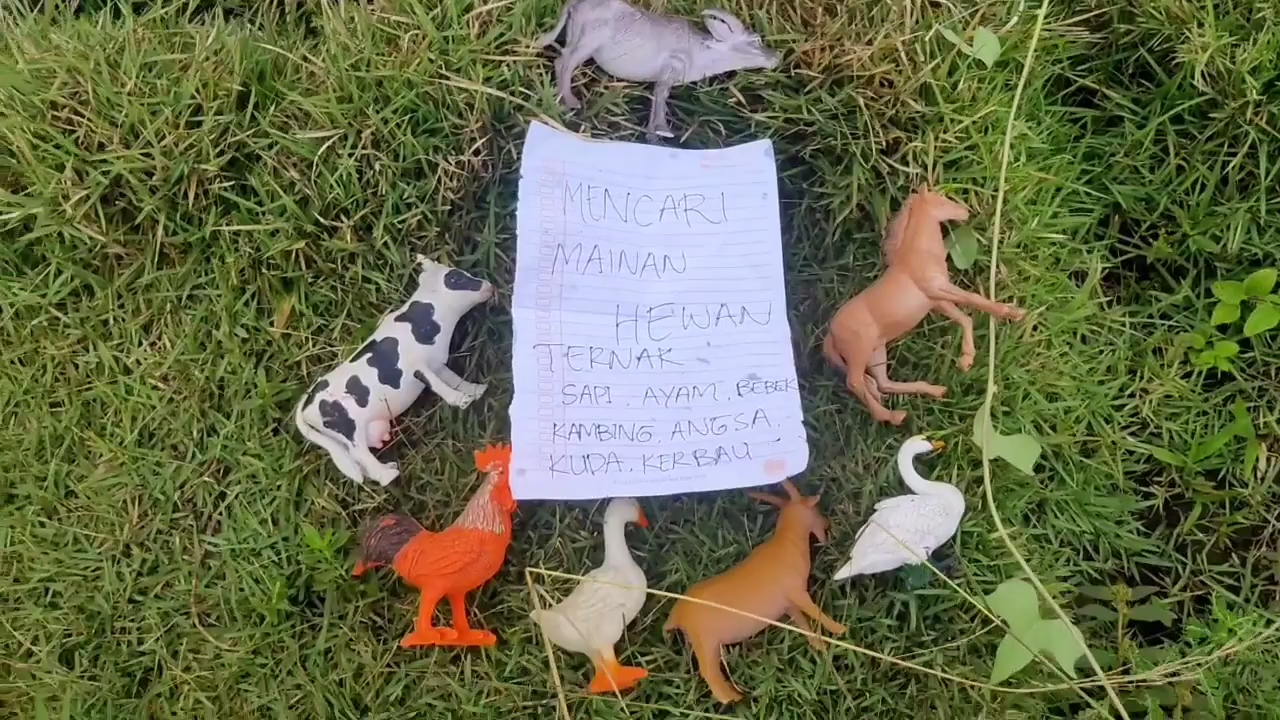 MENCARI
MAINAN
HEWAN
TERNAK
SAPI. AYAM. BEBEK
KAMBING. ANGSA.
KUDA. KERBAU